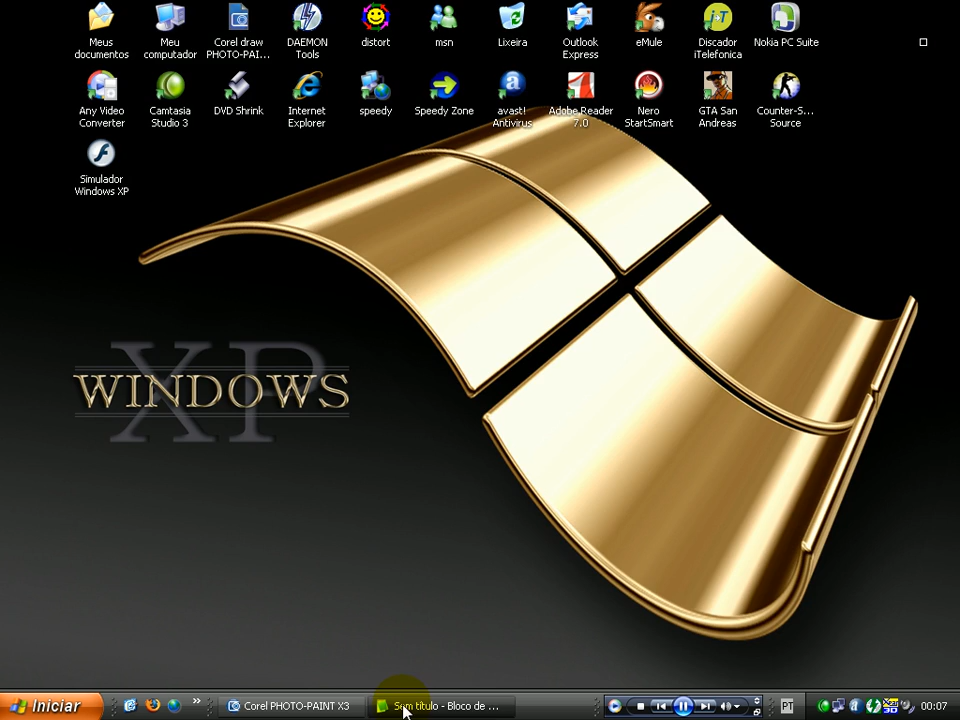 Meus documentos
Meu computador
Corel draw PHOTO-PAI...
DAEMON Tools
distort
msn
Lixeira
Outlook Express
eMule
Discador iTelefonica
Nokia PC Suite
Any Video Converter
Camtasia Studio 3
DVD Shrink
Internet Explorer
speedy
Speedy Zone
avast! Antivirus
Adobe Reader 7.0
Nero StartSmart
GTA San Andreas
Counter-S... Source
Simulador Windows XP
XP
WINDOWS
Iniciar
Corel PHOTO-PAINT X3
Sem título - Bloco de ...
PT
00:07